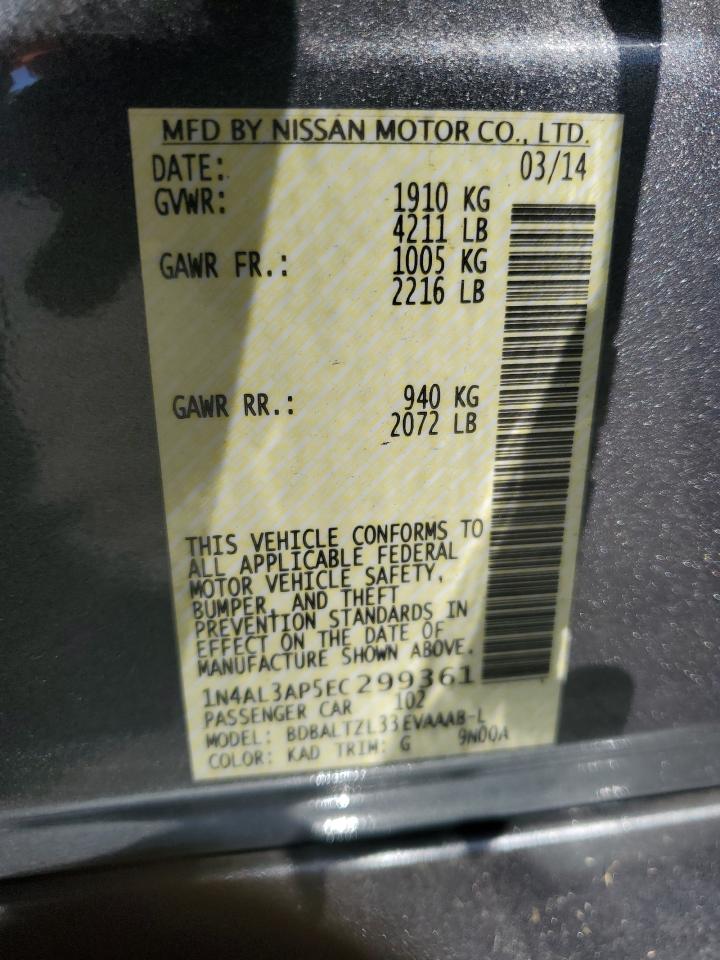 MFD BY NISSAN MOTOR CO., LTD.
DATE: 03/14
GVWR: 1910 KG
4211 LB
GAWR FR.: 1005 KG
2216 LB
GAWR RR.: 940 KG
2072 LB
THIS VEHICLE CONFORMS TO
ALL APPLICABLE FEDERAL
MOTOR VEHICLE SAFETY,
BUMPER, AND THEFT
PREVENTION STANDARDS IN
EFFECT ON THE DATE OF
MANUFACTURE SHOWN ABOVE.
1N4AL3AP5EC299361
PASSENGER CAR 102
MODEL: BDBALTZL33EVAAAB-L
COLOR: KAD TRIM: G 9N00A